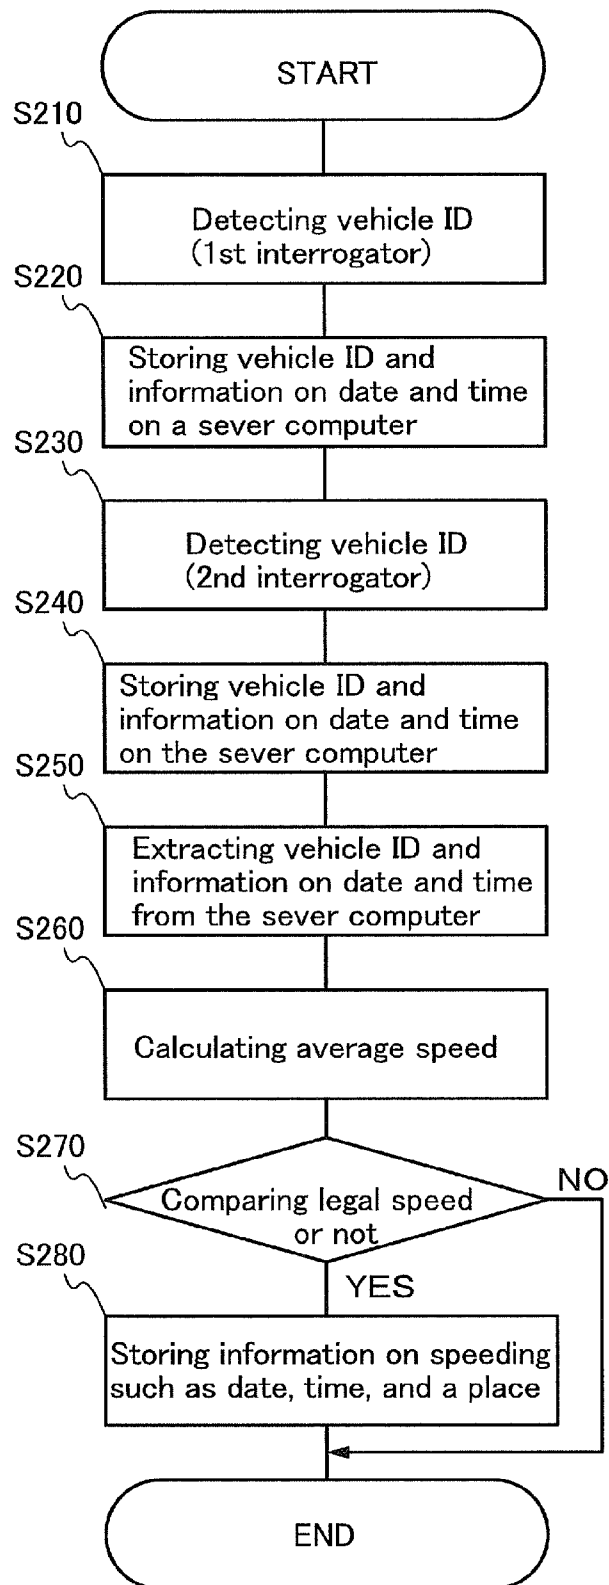 START
S210
Detecting vehicle ID
(1st interrogator)
S220
Storing vehicle ID and
information on date and time
on a sever computer
S230
Detecting vehicle ID
(2nd interrogator)
S240
Storing vehicle ID and
information on date and time
on the sever computer
S250
Extracting vehicle ID and
information on date and time
from the sever computer
S260
Calculating average speed
S270
Comparing legal speed
or not
NO
YES
S280
Storing information on speeding
such as date, time, and a place
END